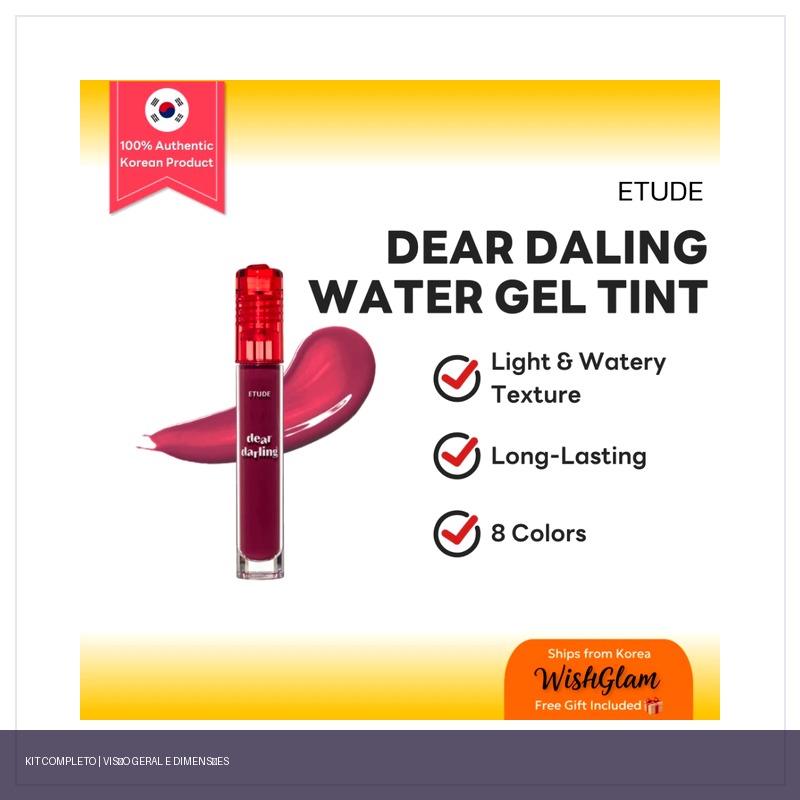 100% Authentic
Korean Product
ETUDE
DEAR DALING
WATER GEL TINT
Light & Watery
Texture
Long-Lasting
8 Colors
ETUDE
dear
darling
Ships from Korea
WishGlam
Free Gift Included
KIT COMPLETO | VIS□O GERAL E DIMENS□ES